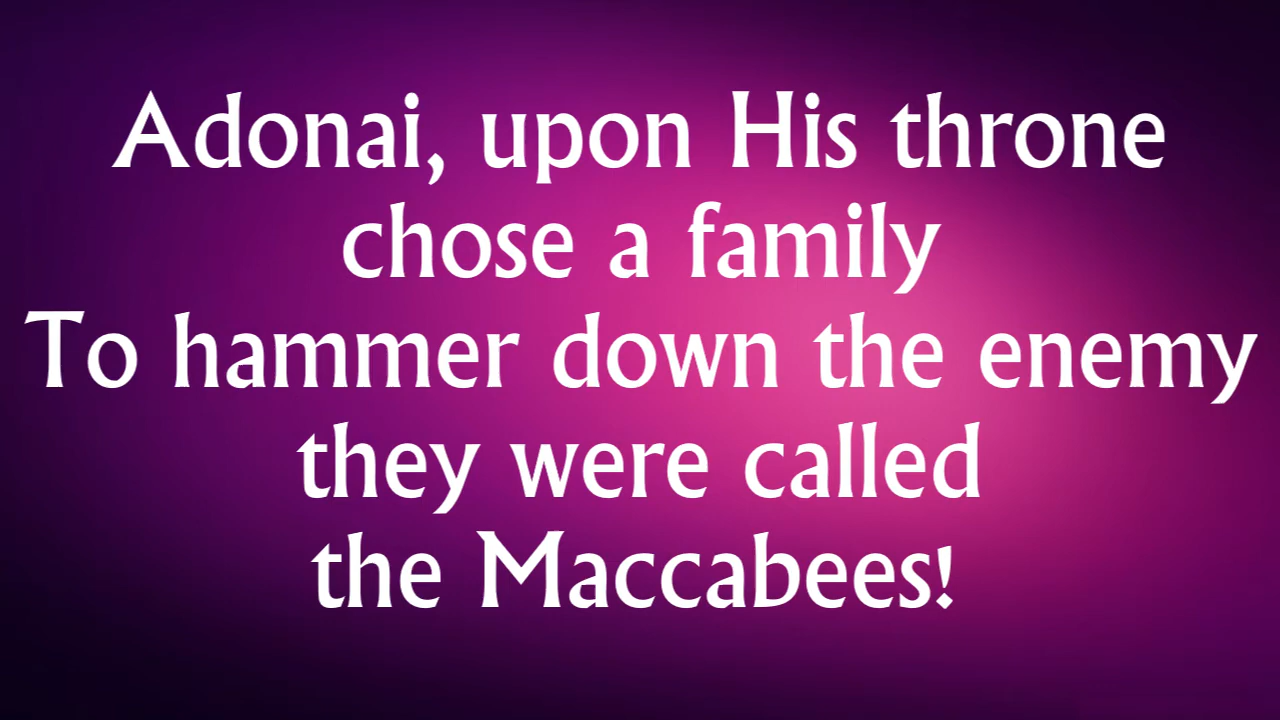 Adonai, upon His throne
chose a family
To hammer down the enemy
they were called
the Maccabees!